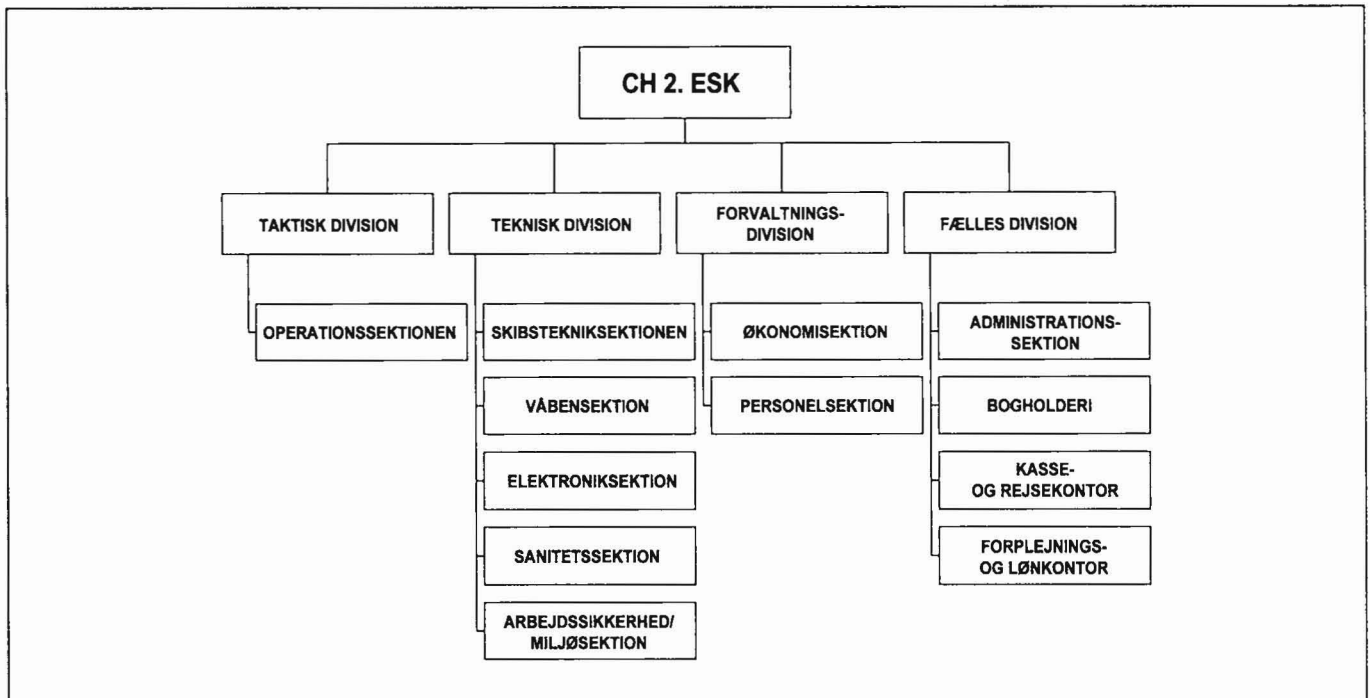 CH 2. ESK
TAKTISK DIVISION
TEKNISK DIVISION
FORVALTNINGS-
DIVISION
FÆLLES DIVISION
OPERATIONSSEKTIONEN
SKIBSTEKNIKSEKTIONEN
VÅBENSEKTION
ELEKTRONIKSEKTION
SANITETSSEKTION
ARBEJDSSIKKERHED/
MILJØSEKTION
ØKONOMISEKTION
PERSONELSEKTION
ADMINISTRATIONS-
SEKTION
BOGHOLDERI
KASSE-
OG REJSEKONTOR
FORPLEJNINGS-
OG LØNKONTOR